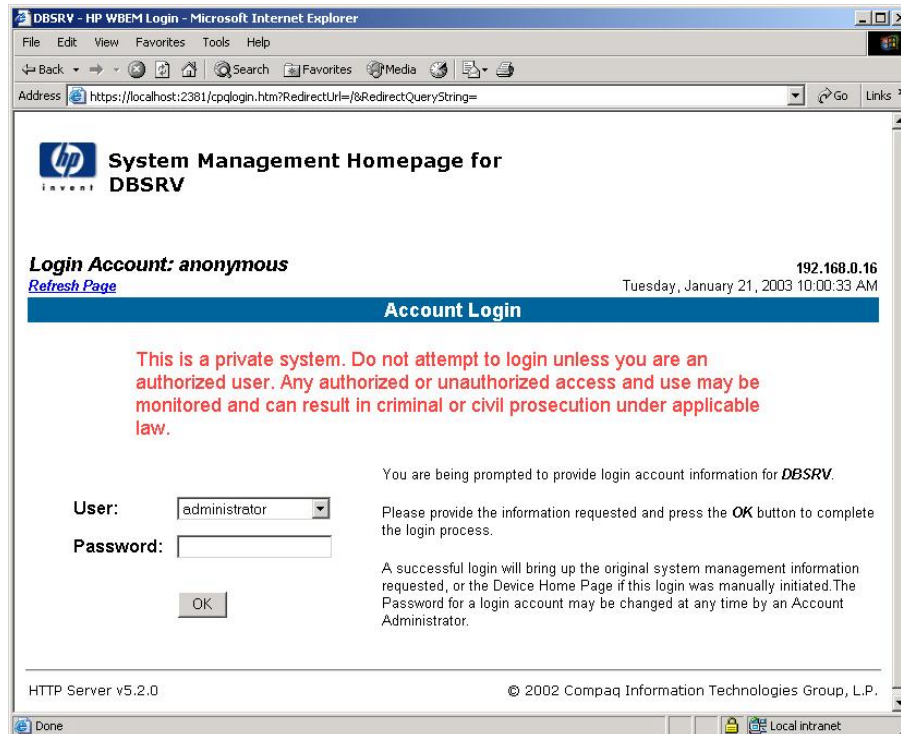 DBSRV - HP WBEM Login - Microsoft Internet Explorer
File Edit View Favorites Tools Help
Back Search Favorites Media
Address https://localhost:2381/cpqlogin.htm?RedirectUrl=/&RedirectQueryString= Go Links
hp
invent
System Management Homepage for
DBSRV
Login Account: anonymous
192.168.0.16
Refresh Page
Tuesday, January 21, 2003 10:00:33 AM
Account Login
This is a private system. Do not attempt to login unless you are an
authorized user. Any authorized or unauthorized access and use may be
monitored and can result in criminal or civil prosecution under applicable
law.
User: administrator
Password:
OK
You are being prompted to provide login account information for DBSRV.
Please provide the information requested and press the OK button to complete
the login process.
A successful login will bring up the original system management information
requested, or the Device Home Page if this login was manually initiated.The
Password for a login account may be changed at any time by an Account
Administrator.
HTTP Server v5.2.0
© 2002 Compaq Information Technologies Group, L.P.
Done
Local intranet